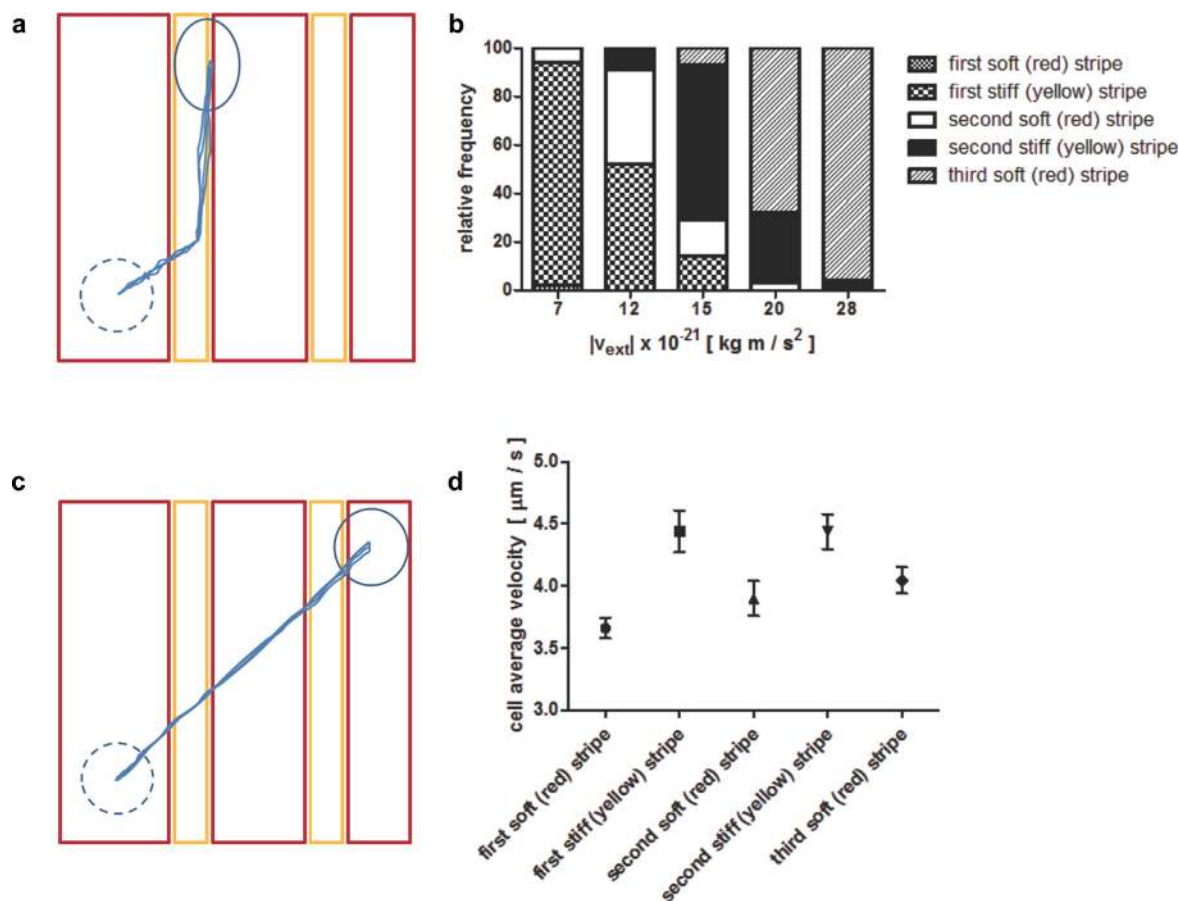 a
b
100
80
60
40
20
0
relative frequency
7 12 15 20 28
|v_ext| x 10^-21 [ kg m / s^2 ]
first soft (red) stripe
first stiff (yellow) stripe
second soft (red) stripe
second stiff (yellow) stripe
third soft (red) stripe
c
d
5.0
4.5
4.0
3.5
3.0
cell average velocity [ μm / s ]
first soft (red) stripe
first stiff (yellow) stripe
second soft (red) stripe
second stiff (yellow) stripe
third soft (red) stripe